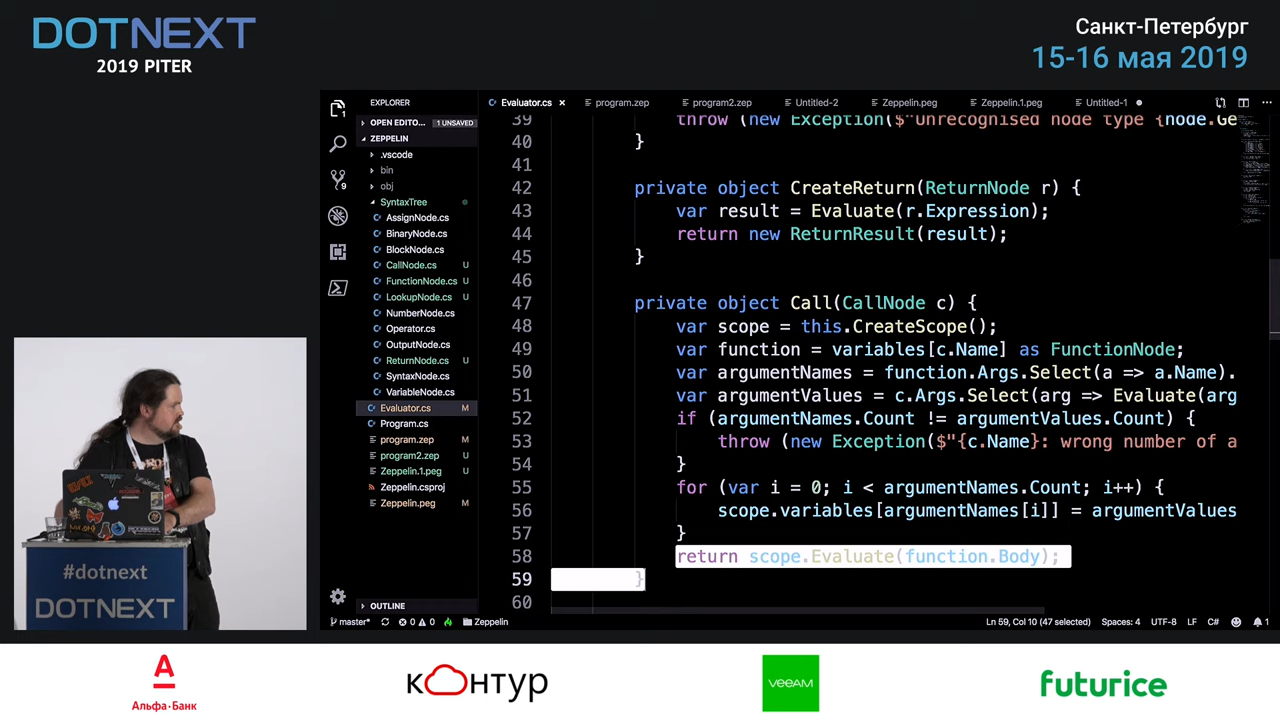 DOTNEXT
2019 PITER
Санкт-Петербург
15-16 мая 2019
EXPLORER
OPEN EDITO... 1 UNSAVED
ZEPPELIN
.vscode
bin
obj
SyntaxTree
AssignNode.cs
BinaryNode.cs
BlockNode.cs
CallNode.cs U
FunctionNode.cs U
LookupNode.cs U
NumberNode.cs
Operator.cs
OutputNode.cs
ReturnNode.cs U
SyntaxNode.cs
VariableNode.cs
Evaluator.cs M
Program.cs
program.zep M
program2.zep U
Zeppelin.1.peg U
Zeppelin.csproj
Zeppelin.peg M
OUTLINE
Evaluator.cs × program.zep program2.zep Untitled-2 Zeppelin.peg Zeppelin.1.peg Untitled-1
39 throw (new Exception($"Unrecognised node type {node.Ge
40 }
41
42 private object CreateReturn(ReturnNode r) {
43 var result = Evaluate(r.Expression);
44 return new ReturnResult(result);
45 }
46
47 private object Call(CallNode c) {
48 var scope = this.CreateScope();
49 var function = variables[c.Name] as FunctionNode;
50 var argumentNames = function.Args.Select(a => a.Name).
51 var argumentValues = c.Args.Select(arg => Evaluate(arg
52 if (argumentNames.Count != argumentValues.Count) {
53 throw (new Exception($"{c.Name}: wrong number of a
54 }
55 for (var i = 0; i < argumentNames.Count; i++) {
56 scope.variables[argumentNames[i]] = argumentValues
57 }
58 return scope.Evaluate(function.Body);
59 }
60
master* 0 0 Zeppelin Ln 59, Col 10 (47 selected) Spaces: 4 UTF-8 LF C# 1
#dotnext
DOTNEXT
Альфа·Банк
контур
veeAM
futurice